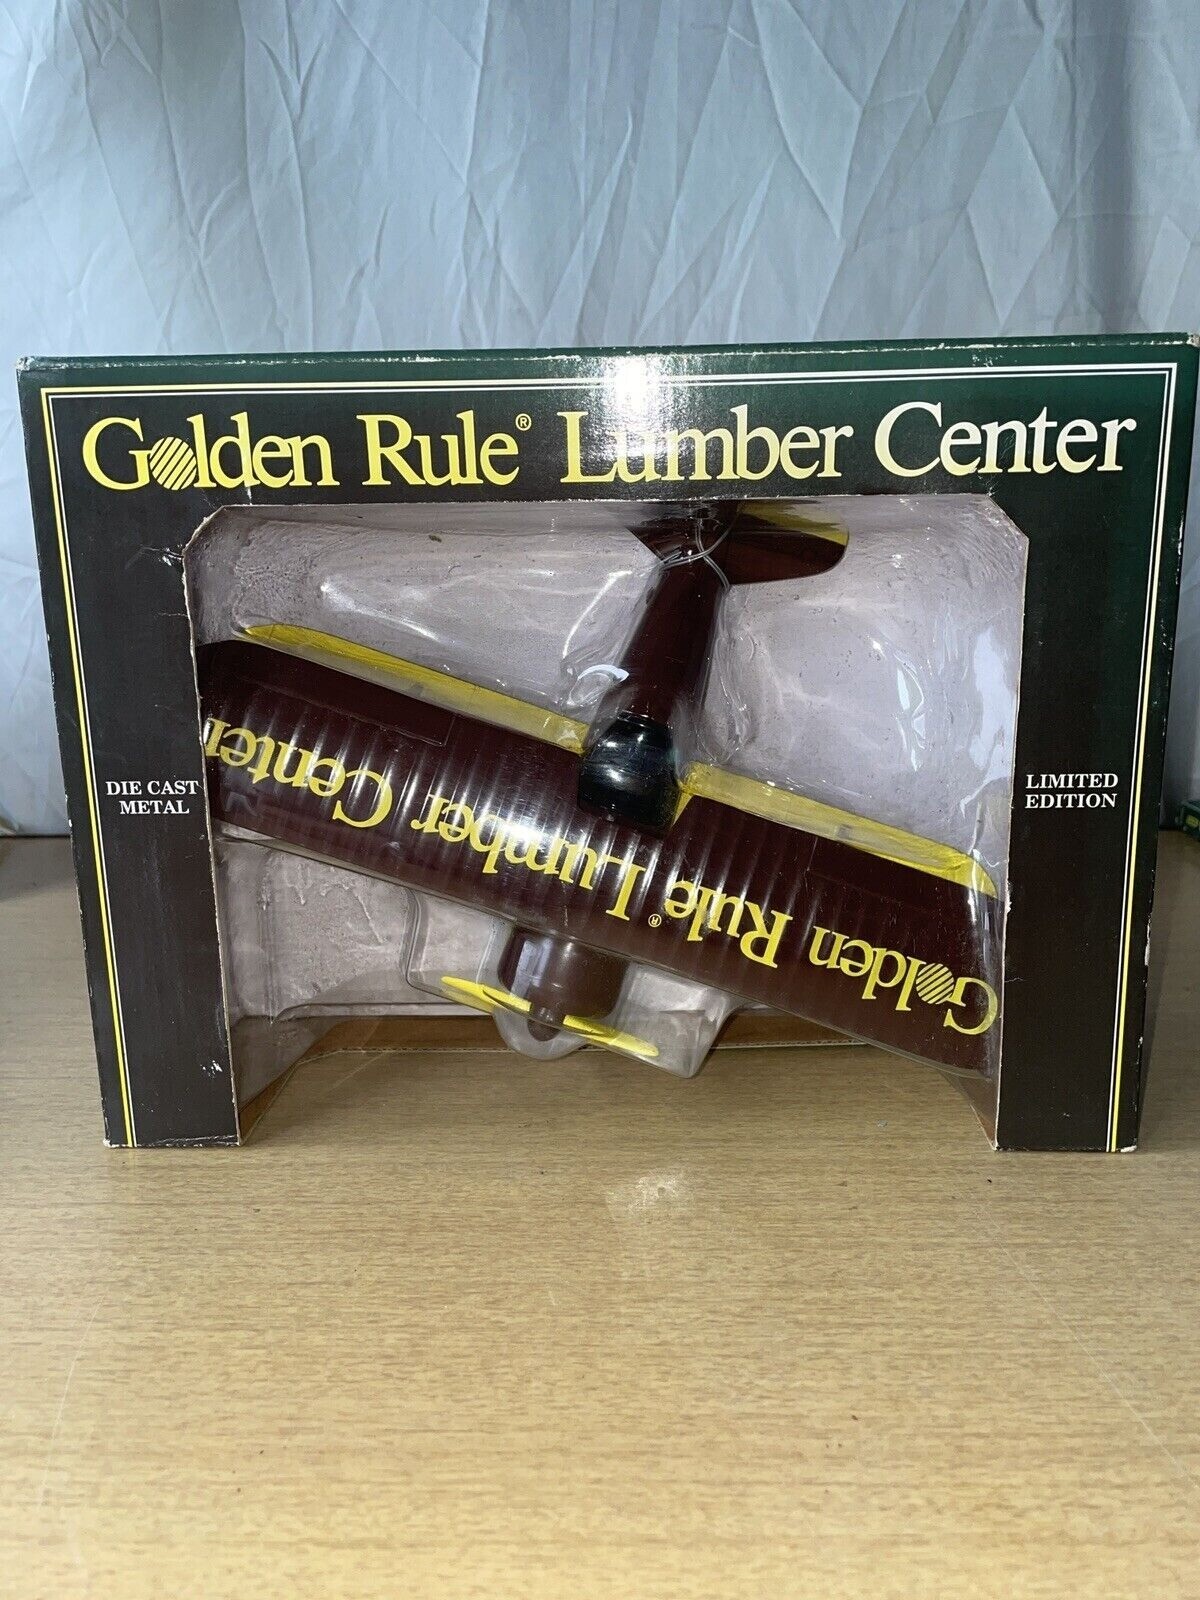 Golden Rule® Lumber Center
DIE CAST
METAL
LIMITED
EDITION
Golden Rule® Lumber Center